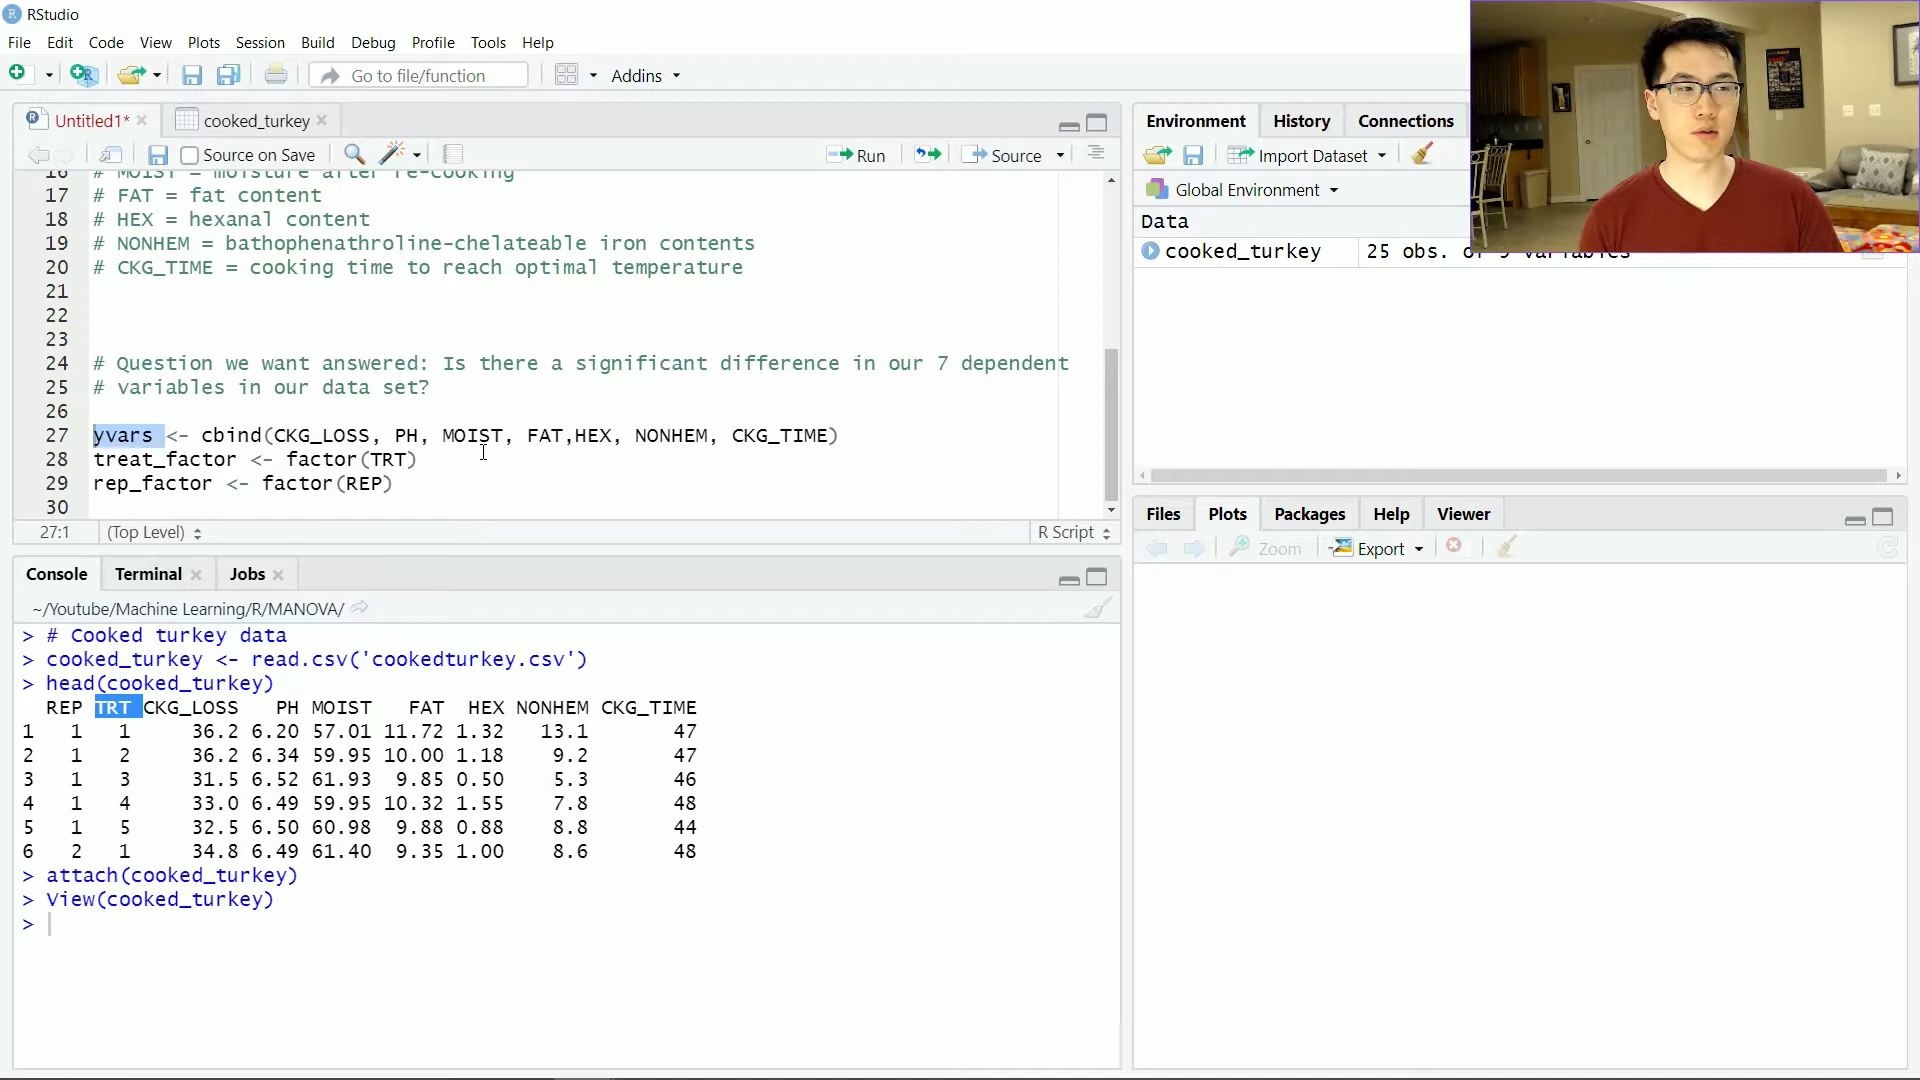 RStudio
File Edit Code View Plots Session Build Debug Profile Tools Help
Go to file/function Addins
Untitled1* cooked_turkey
Source on Save Run Source
16 # MOIST = moisture after re-cooking
17 # FAT = fat content
18 # HEX = hexanal content
19 # NONHEM = bathophenathroline-chelateable iron contents
20 # CKG_TIME = cooking time to reach optimal temperature
21
22
23
24 # Question we want answered: Is there a significant difference in our 7 dependent
25 # variables in our data set?
26
27 yvars <- cbind(CKG_LOSS, PH, MOIST, FAT,HEX, NONHEM, CKG_TIME)
28 treat_factor <- factor(TRT)
29 rep_factor <- factor(REP)
30
27:1 (Top Level) R Script
Console Terminal Jobs
~/Youtube/Machine Learning/R/MANOVA/
> # Cooked turkey data
> cooked_turkey <- read.csv('cookedturkey.csv')
> head(cooked_turkey)
REP TRT CKG_LOSS PH MOIST FAT HEX NONHEM CKG_TIME
1 1 1 36.2 6.20 57.01 11.72 1.32 13.1 47
2 1 2 36.2 6.34 59.95 10.00 1.18 9.2 47
3 1 3 31.5 6.52 61.93 9.85 0.50 5.3 46
4 1 4 33.0 6.49 59.95 10.32 1.55 7.8 48
5 1 5 32.5 6.50 60.98 9.88 0.88 8.8 44
6 2 1 34.8 6.49 61.40 9.35 1.00 8.6 48
> attach(cooked_turkey)
> View(cooked_turkey)
>
Environment History Connections
Import Dataset
Global Environment
Data
cooked_turkey 25 obs. of 9 variables
Files Plots Packages Help Viewer
Zoom Export